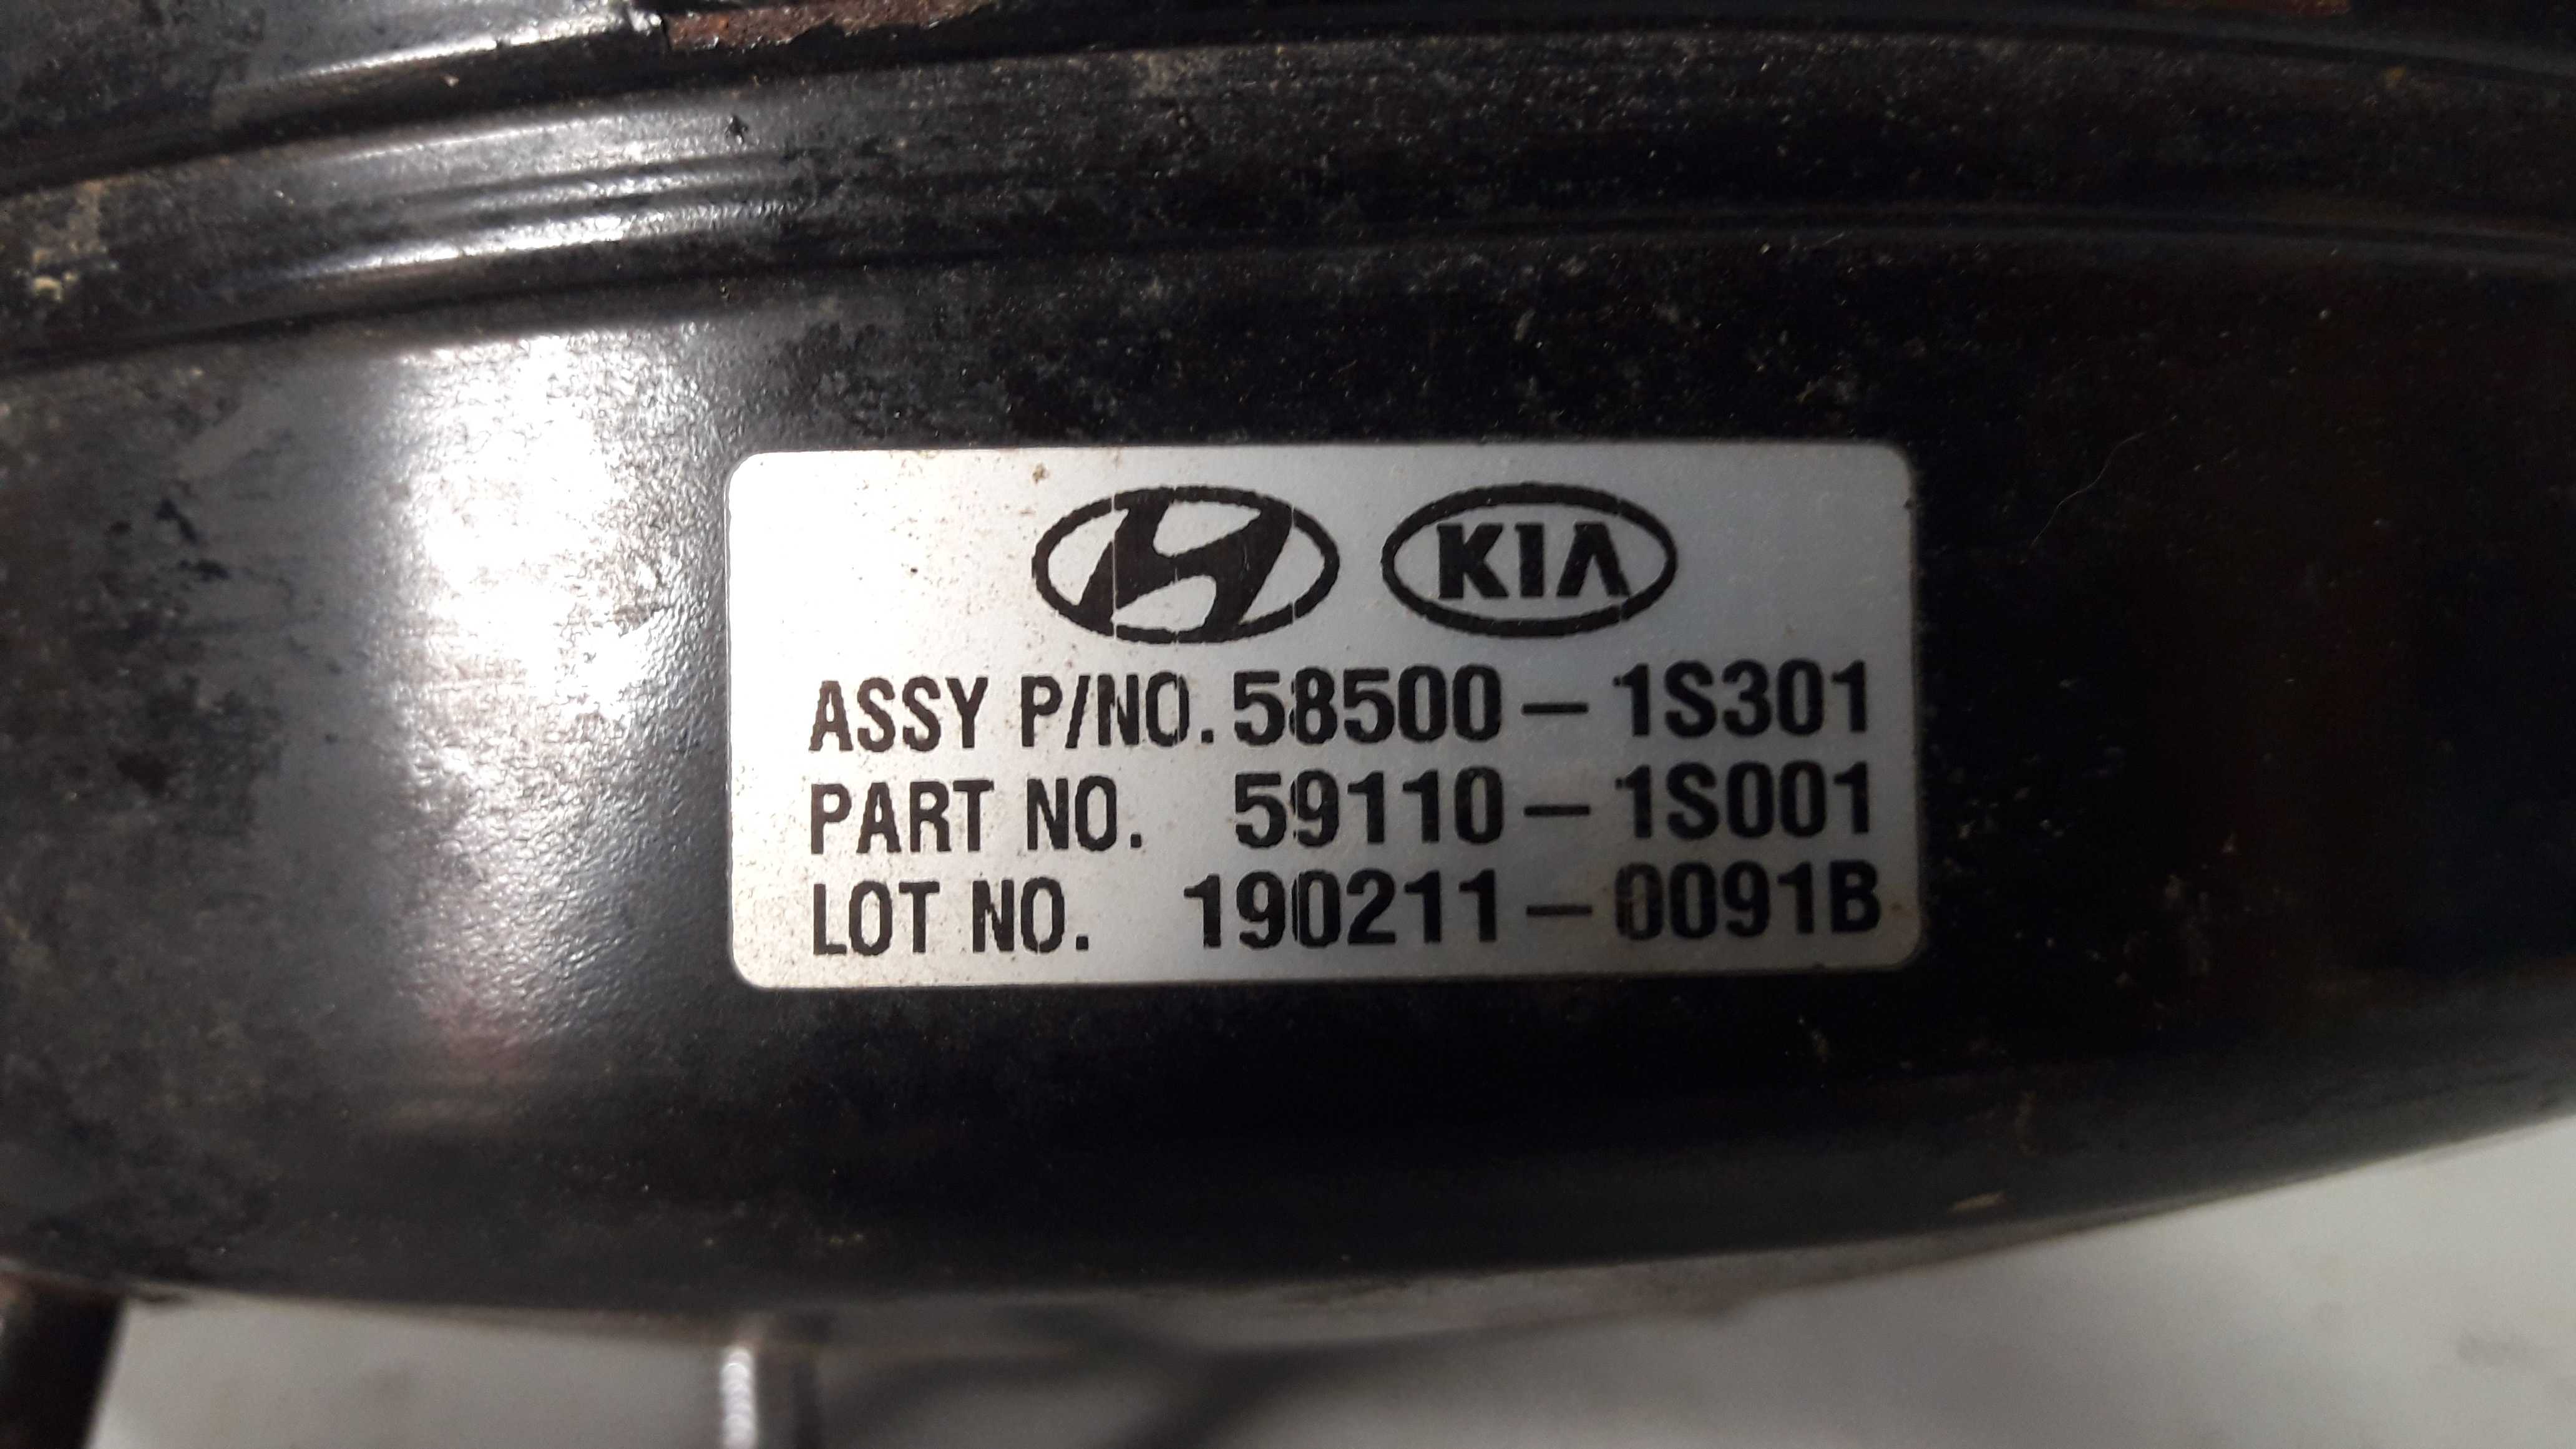 KIA
ASSY P/NO. 58500-1S301
PART NO. 59110-1S001
LOT NO. 190211-0091B